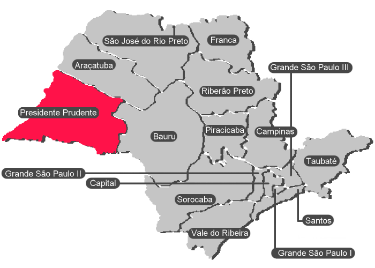 São José do Rio Preto
Franca
Araçatuba
Grande São Paulo III
Riberão Preto
Presidente Prudente
Piracicaba
Campinas
Bauru
Taubaté
Grande São Paulo II
Capital
Sorocaba
Santos
Vale do Ribeira
Grande São Paulo I